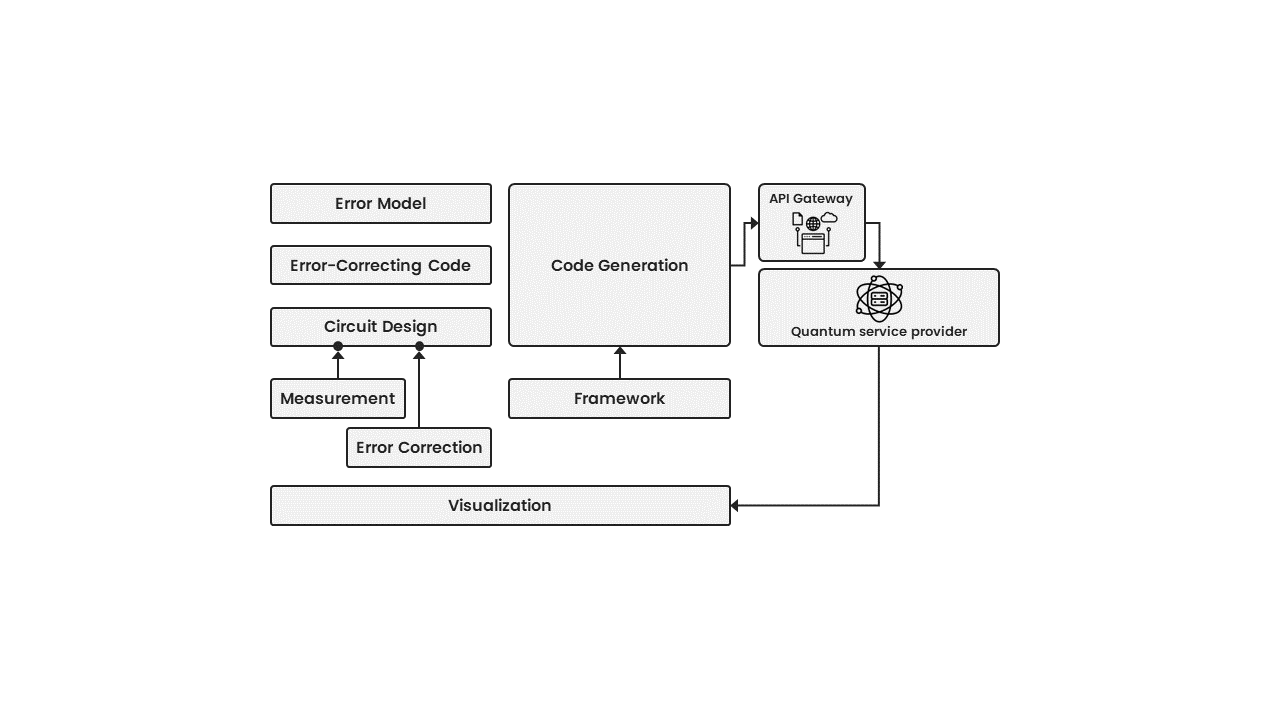 Error Model
Error-Correcting Code
Circuit Design
Measurement
Error Correction
Code Generation
Framework
API Gateway
Quantum service provider
Visualization